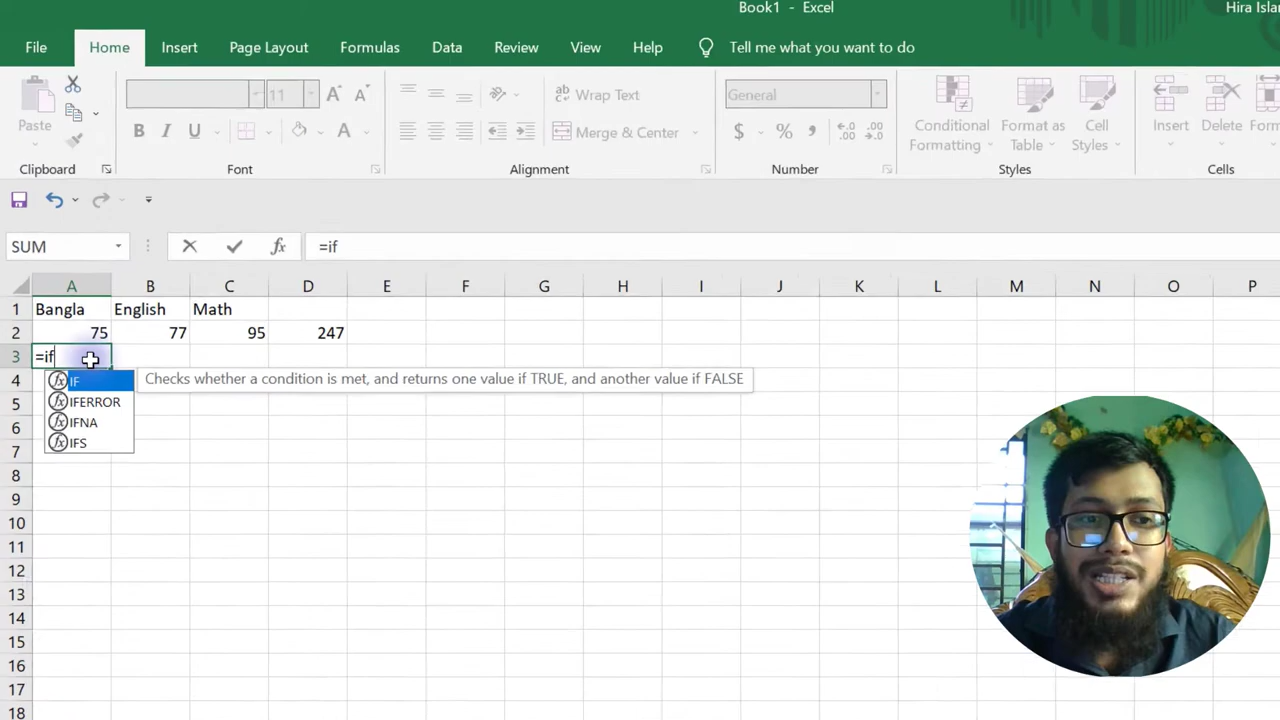 Book1 - Excel
Hira Islam
File Home Insert Page Layout Formulas Data Review View Help Tell me what you want to do
11
General
Wrap Text
Paste
B I U
A
Merge & Center
$ % ,
Conditional Formatting
Format as Table
Cell Styles
Insert
Delete
Clipboard
Font
Alignment
Number
Styles
Cells
SUM
fx
=if
A B C D E F G H I J K L M N O P
1 Bangla English Math
2 75 77 95 247
3 =if
4 IF Checks whether a condition is met, and returns one value if TRUE, and another value if FALSE
5 IFERROR
6 IFNA
7 IFS
8
9
10
11
12
13
14
15
16
17
18